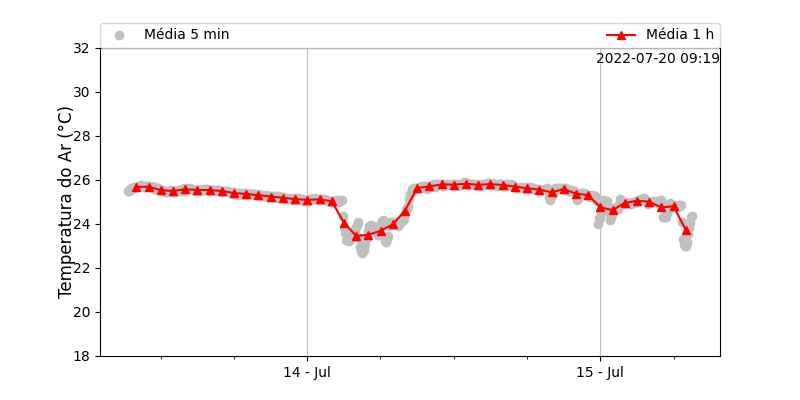 Média 5 min
Média 1 h
2022-07-20 09:19
Temperatura do Ar (°C)
32
30
28
26
24
22
20
18
14 - Jul
15 - Jul